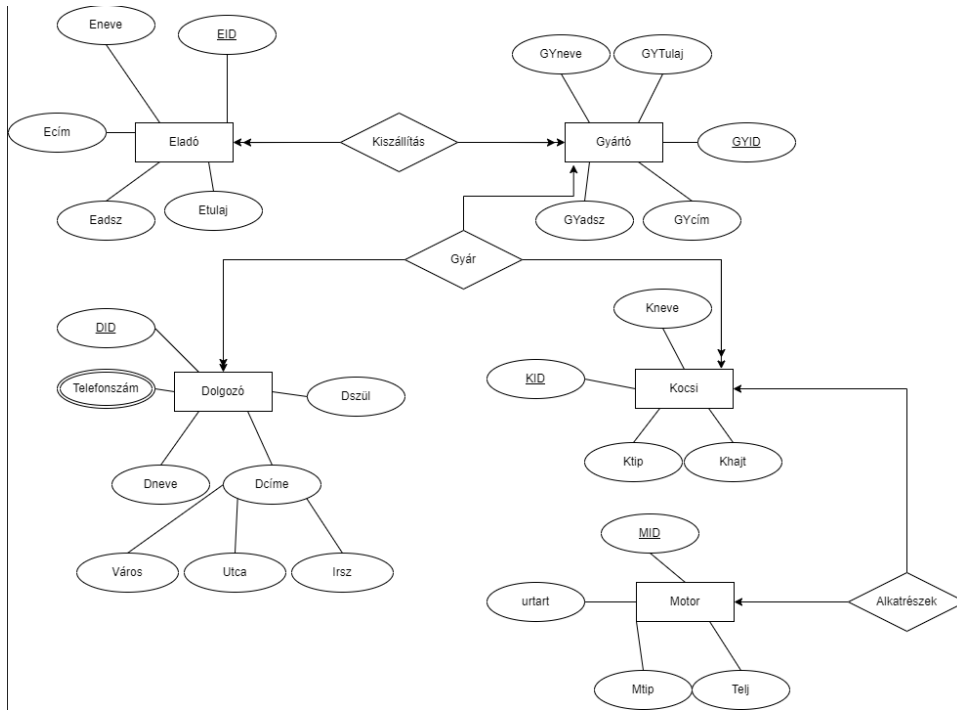 Eneve
EID
GYneve
GYTulaj
Ecím
Eladó
Kiszállítás
Gyártó
GYID
Eadsz
Etulaj
GYadsz
GYcím
Gyár
Kneve
DID
Telefonszám
Dolgozó
Dszül
KID
Kocsi
Ktip
Khajt
Dneve
Dcíme
MID
Város
Utca
Irsz
urtart
Motor
Alkatrészek
Mtip
Telj